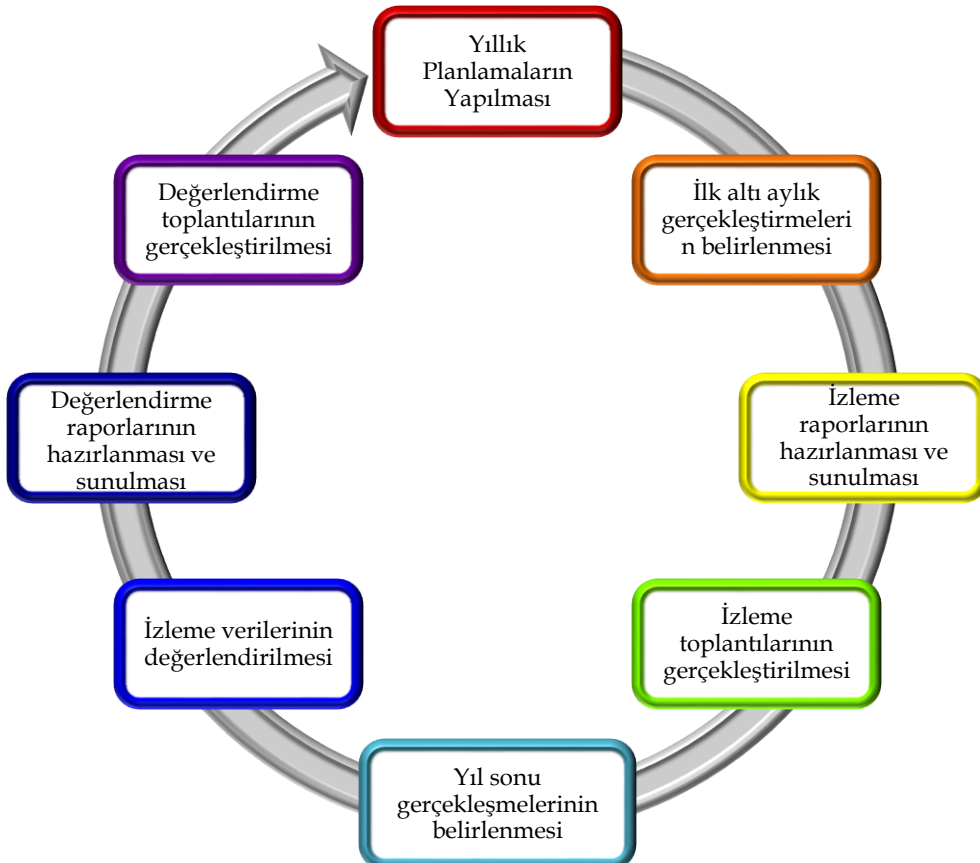 Yıllık
Planlamaların
Yapılması
İlk altı aylık
gerçekleştirmeleri
n belirlenmesi
İzleme
raporlarının
hazırlanması ve
sunulması
İzleme
toplantılarının
gerçekleştirilmesi
Yıl sonu
gerçekleşmelerinin
belirlenmesi
İzleme verilerinin
değerlendirilmesi
Değerlendirme
raporlarının
hazırlanması ve
sunulması
Değerlendirme
toplantılarının
gerçekleştirilmesi